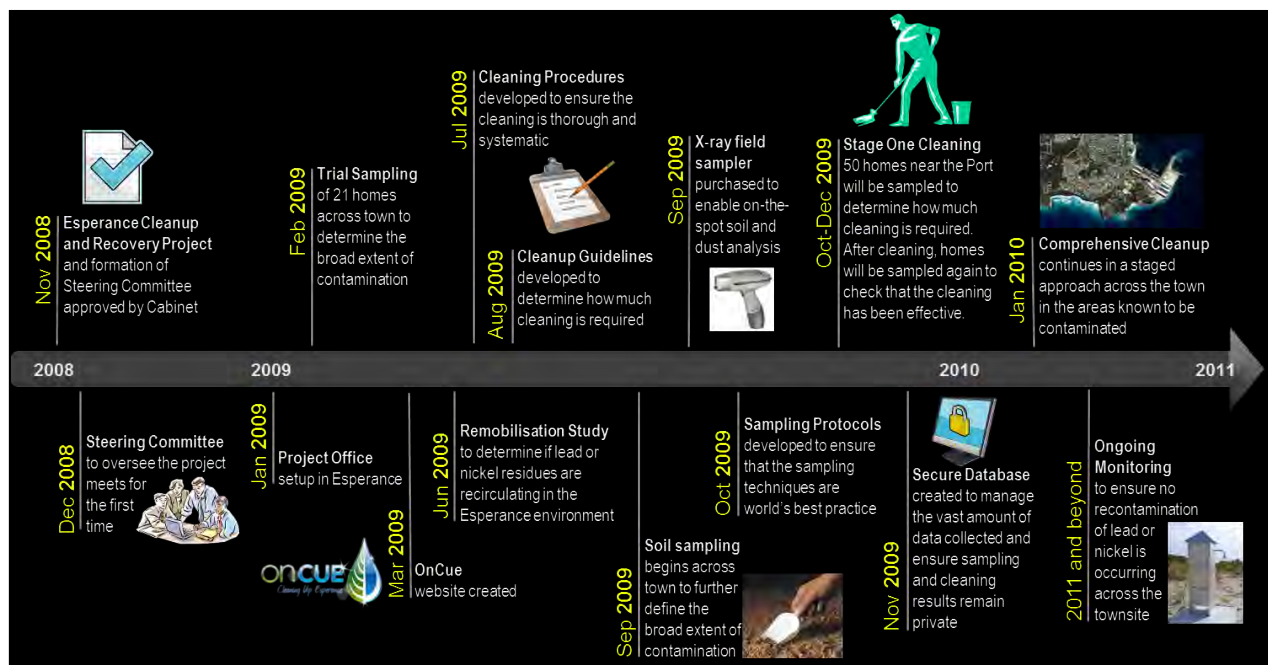 Nov 2008
Esperance Cleanup
and Recovery Project
and formation of
Steering Committee
approved by Cabinet
Feb 2009
Trial Sampling
of 21 homes
across town to
determine the
broad extent of
contamination
Jul 2009
Cleaning Procedures
developed to ensure the
cleaning is thorough and
systematic
Aug 2009
Cleanup Guidelines
developed to
determine how much
cleaning is required
Sep 2009
X-ray field
sampler
purchased to
enable on-the-
spot soil and
dust analysis
Oct-Dec 2009
Stage One Cleaning
50 homes near the Port
will be sampled to
determine how much
cleaning is required.
After cleaning, homes
will be sampled again to
check that the cleaning
has been effective.
Jan 2010
Comprehensive Cleanup
continues in a staged
approach across the town
in the areas known to be
contaminated
2008
2009
2010
2011
Dec 2008
Steering Committee
to oversee the project
meets for
the first
time
Jan 2009
Project Office
setup in Esperance
onCUE
Cleaning Up Esperance
Mar 2009
OnCue
website created
Jun 2009
Remobilisation Study
to determine if lead or
nickel residues are
recirculating in the
Esperance environment
Sep 2009
Soil sampling
begins across
town to further
define the
broad extent of
contamination
Oct 2009
Sampling Protocols
developed to ensure
that the sampling
techniques are
world's best practice
Nov 2009
Secure Database
created to manage
the vast amount of
data collected and
ensure sampling
and cleaning
results remain
private
2011 and beyond
Ongoing
Monitoring
to ensure no
recontamination
of lead or
nickel is
occurring
across the
townsite